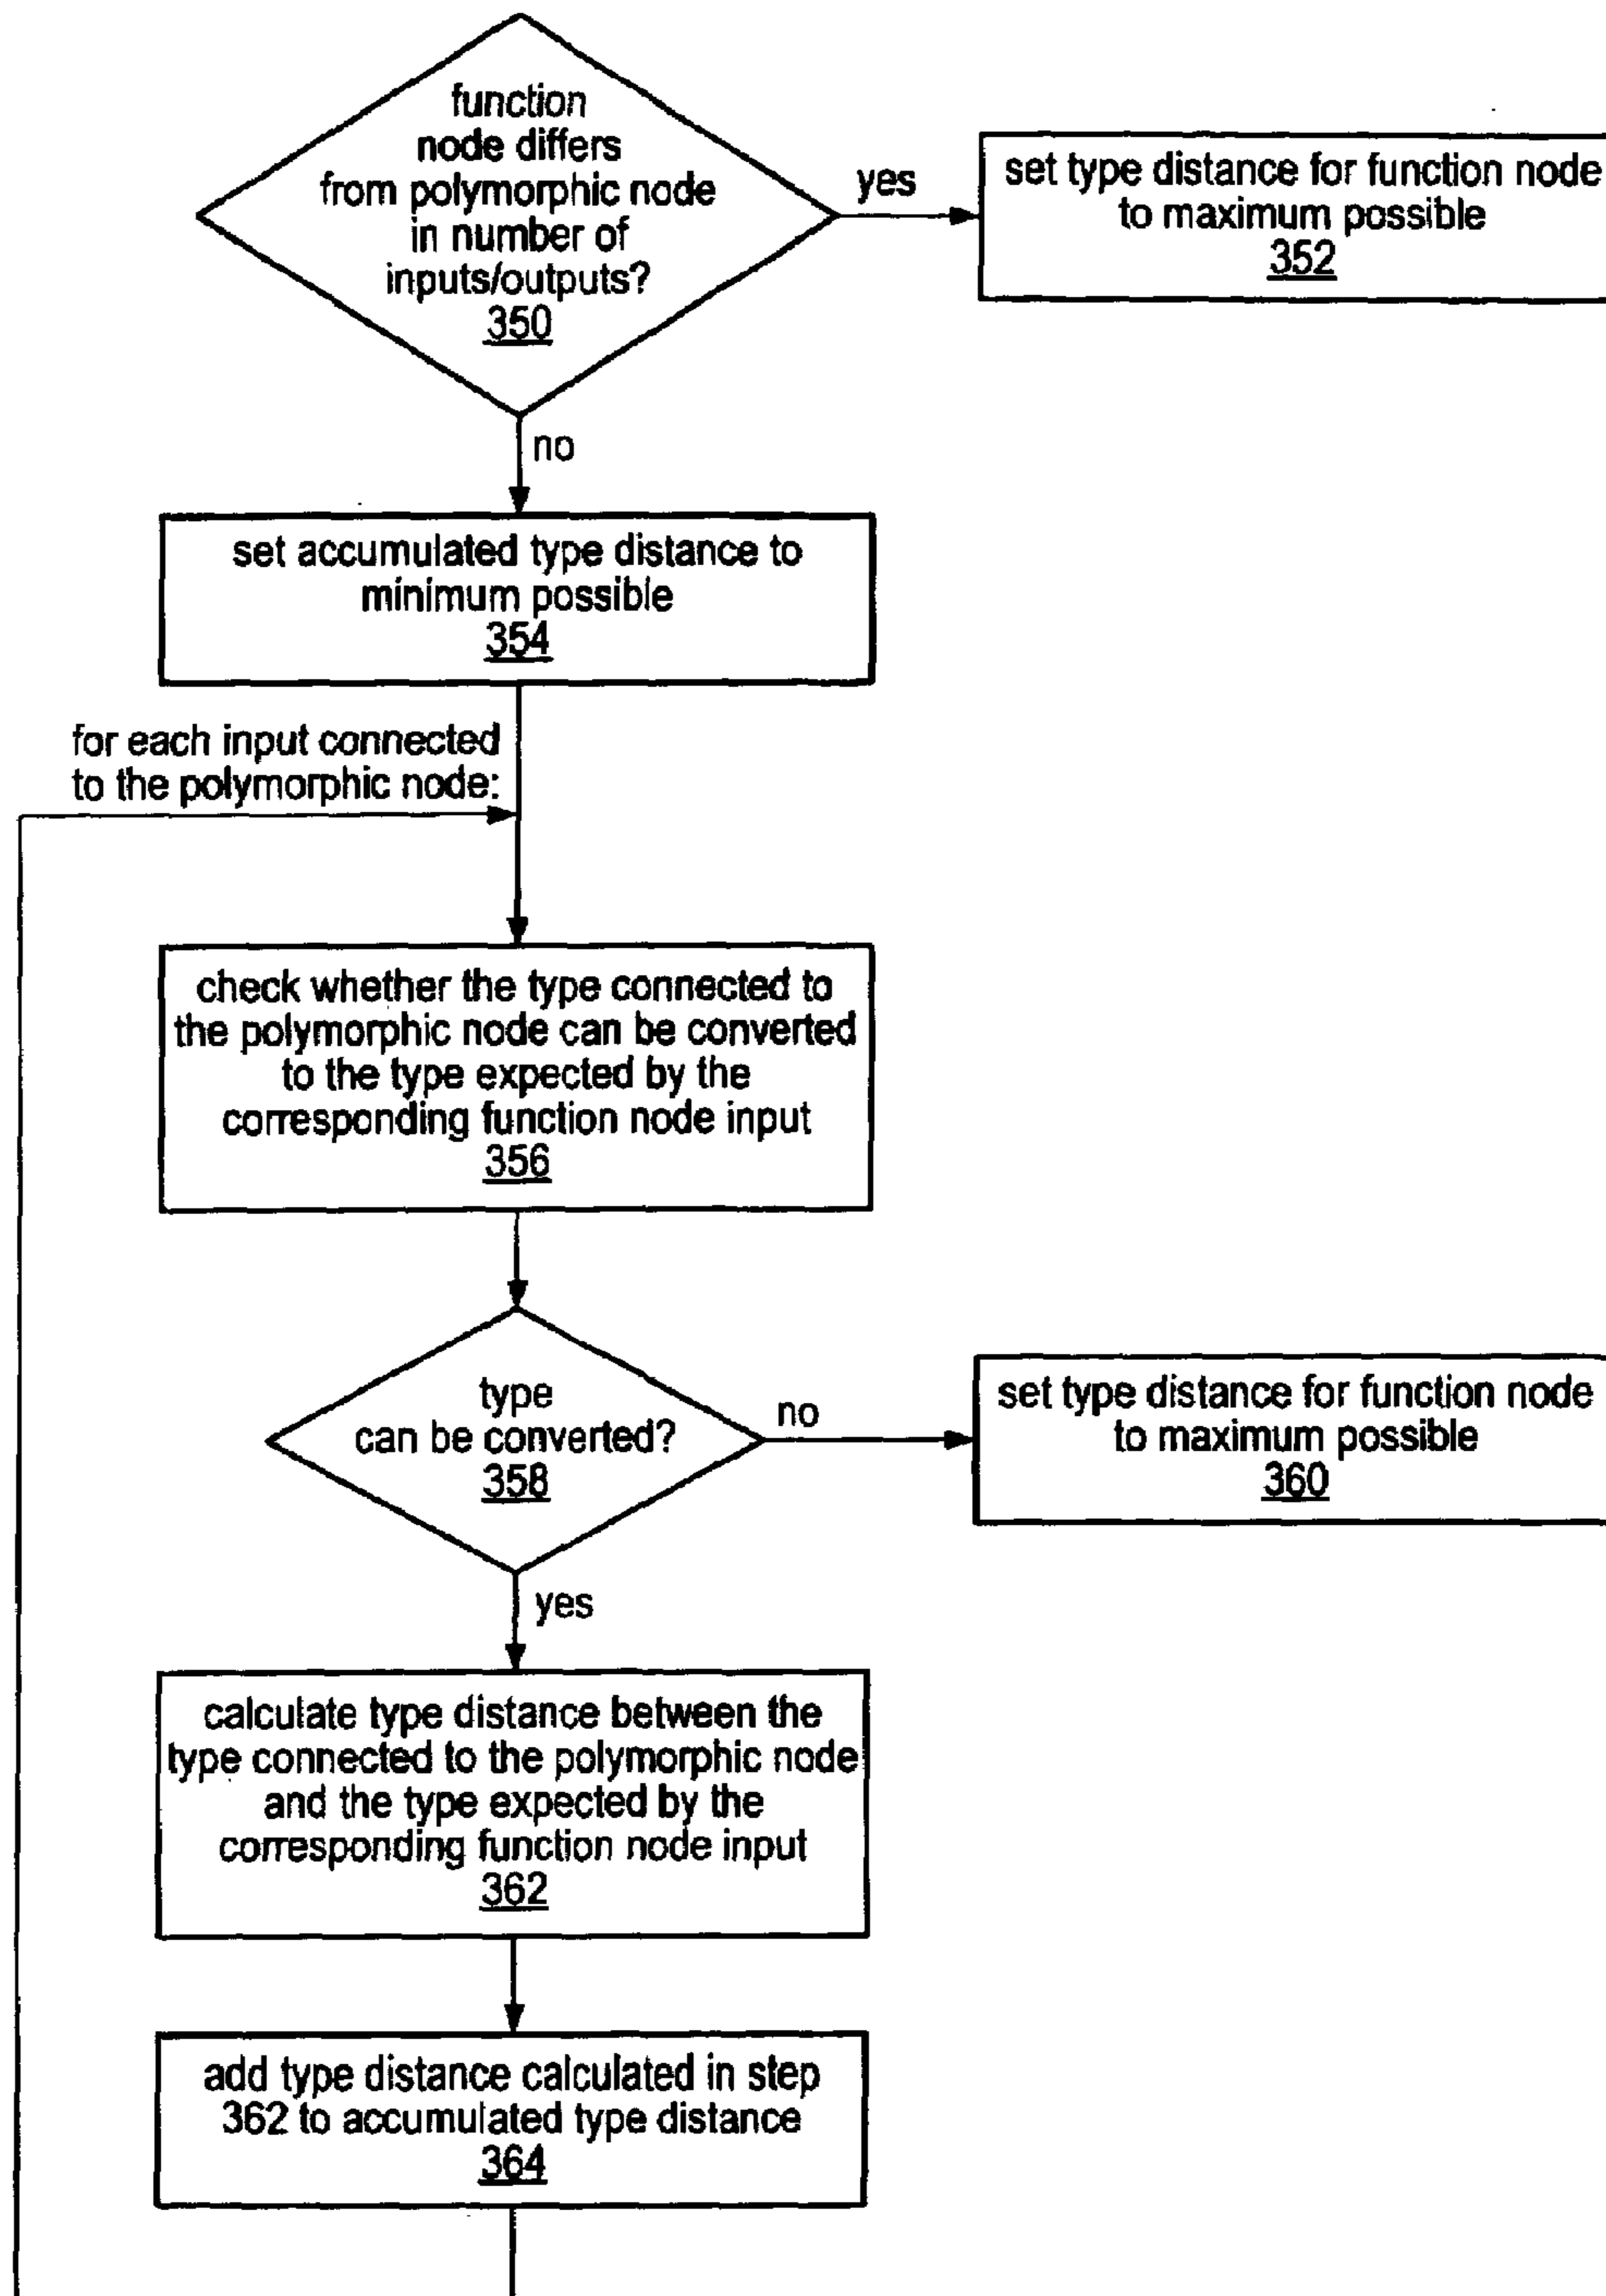 function
node differs
from polymorphic node
in number of
inputs/outputs?
350
yes
set type distance for function node
to maximum possible
352
no
set accumulated type distance to
minimum possible
354
for each input connected
to the polymorphic node:
check whether the type connected to
the polymorphic node can be converted
to the type expected by the
corresponding function node input
356
type
can be converted?
358
no
set type distance for function node
to maximum possible
360
yes
calculate type distance between the
type connected to the polymorphic node
and the type expected by the
corresponding function node input
362
add type distance calculated in step
362 to accumulated type distance
364